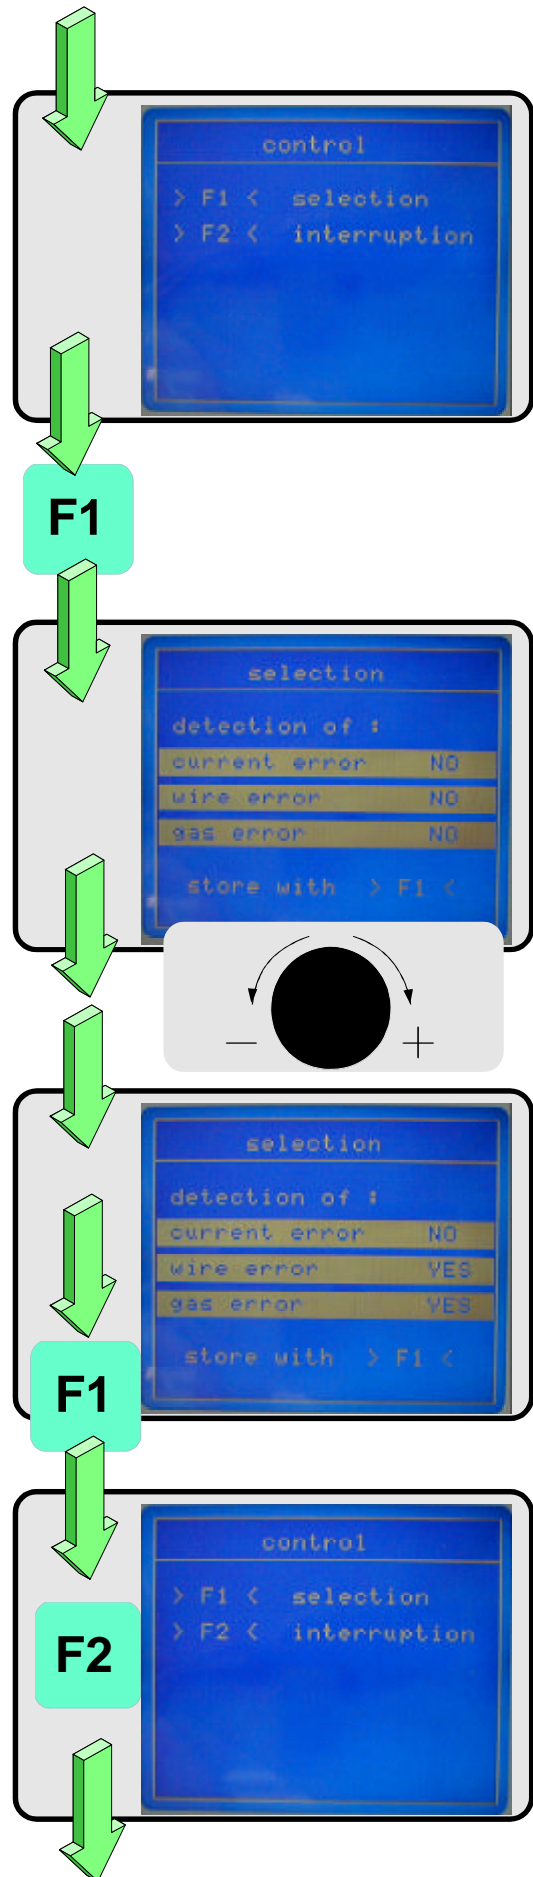 control
> F1 < selection
> F2 < interruption
F1
selection
detection of :
current error NO
wire error NO
gas error NO
store with > F1 <
− +
selection
detection of :
current error NO
wire error YES
gas error YES
store with > F1 <
F1
control
> F1 < selection
> F2 < interruption
F2